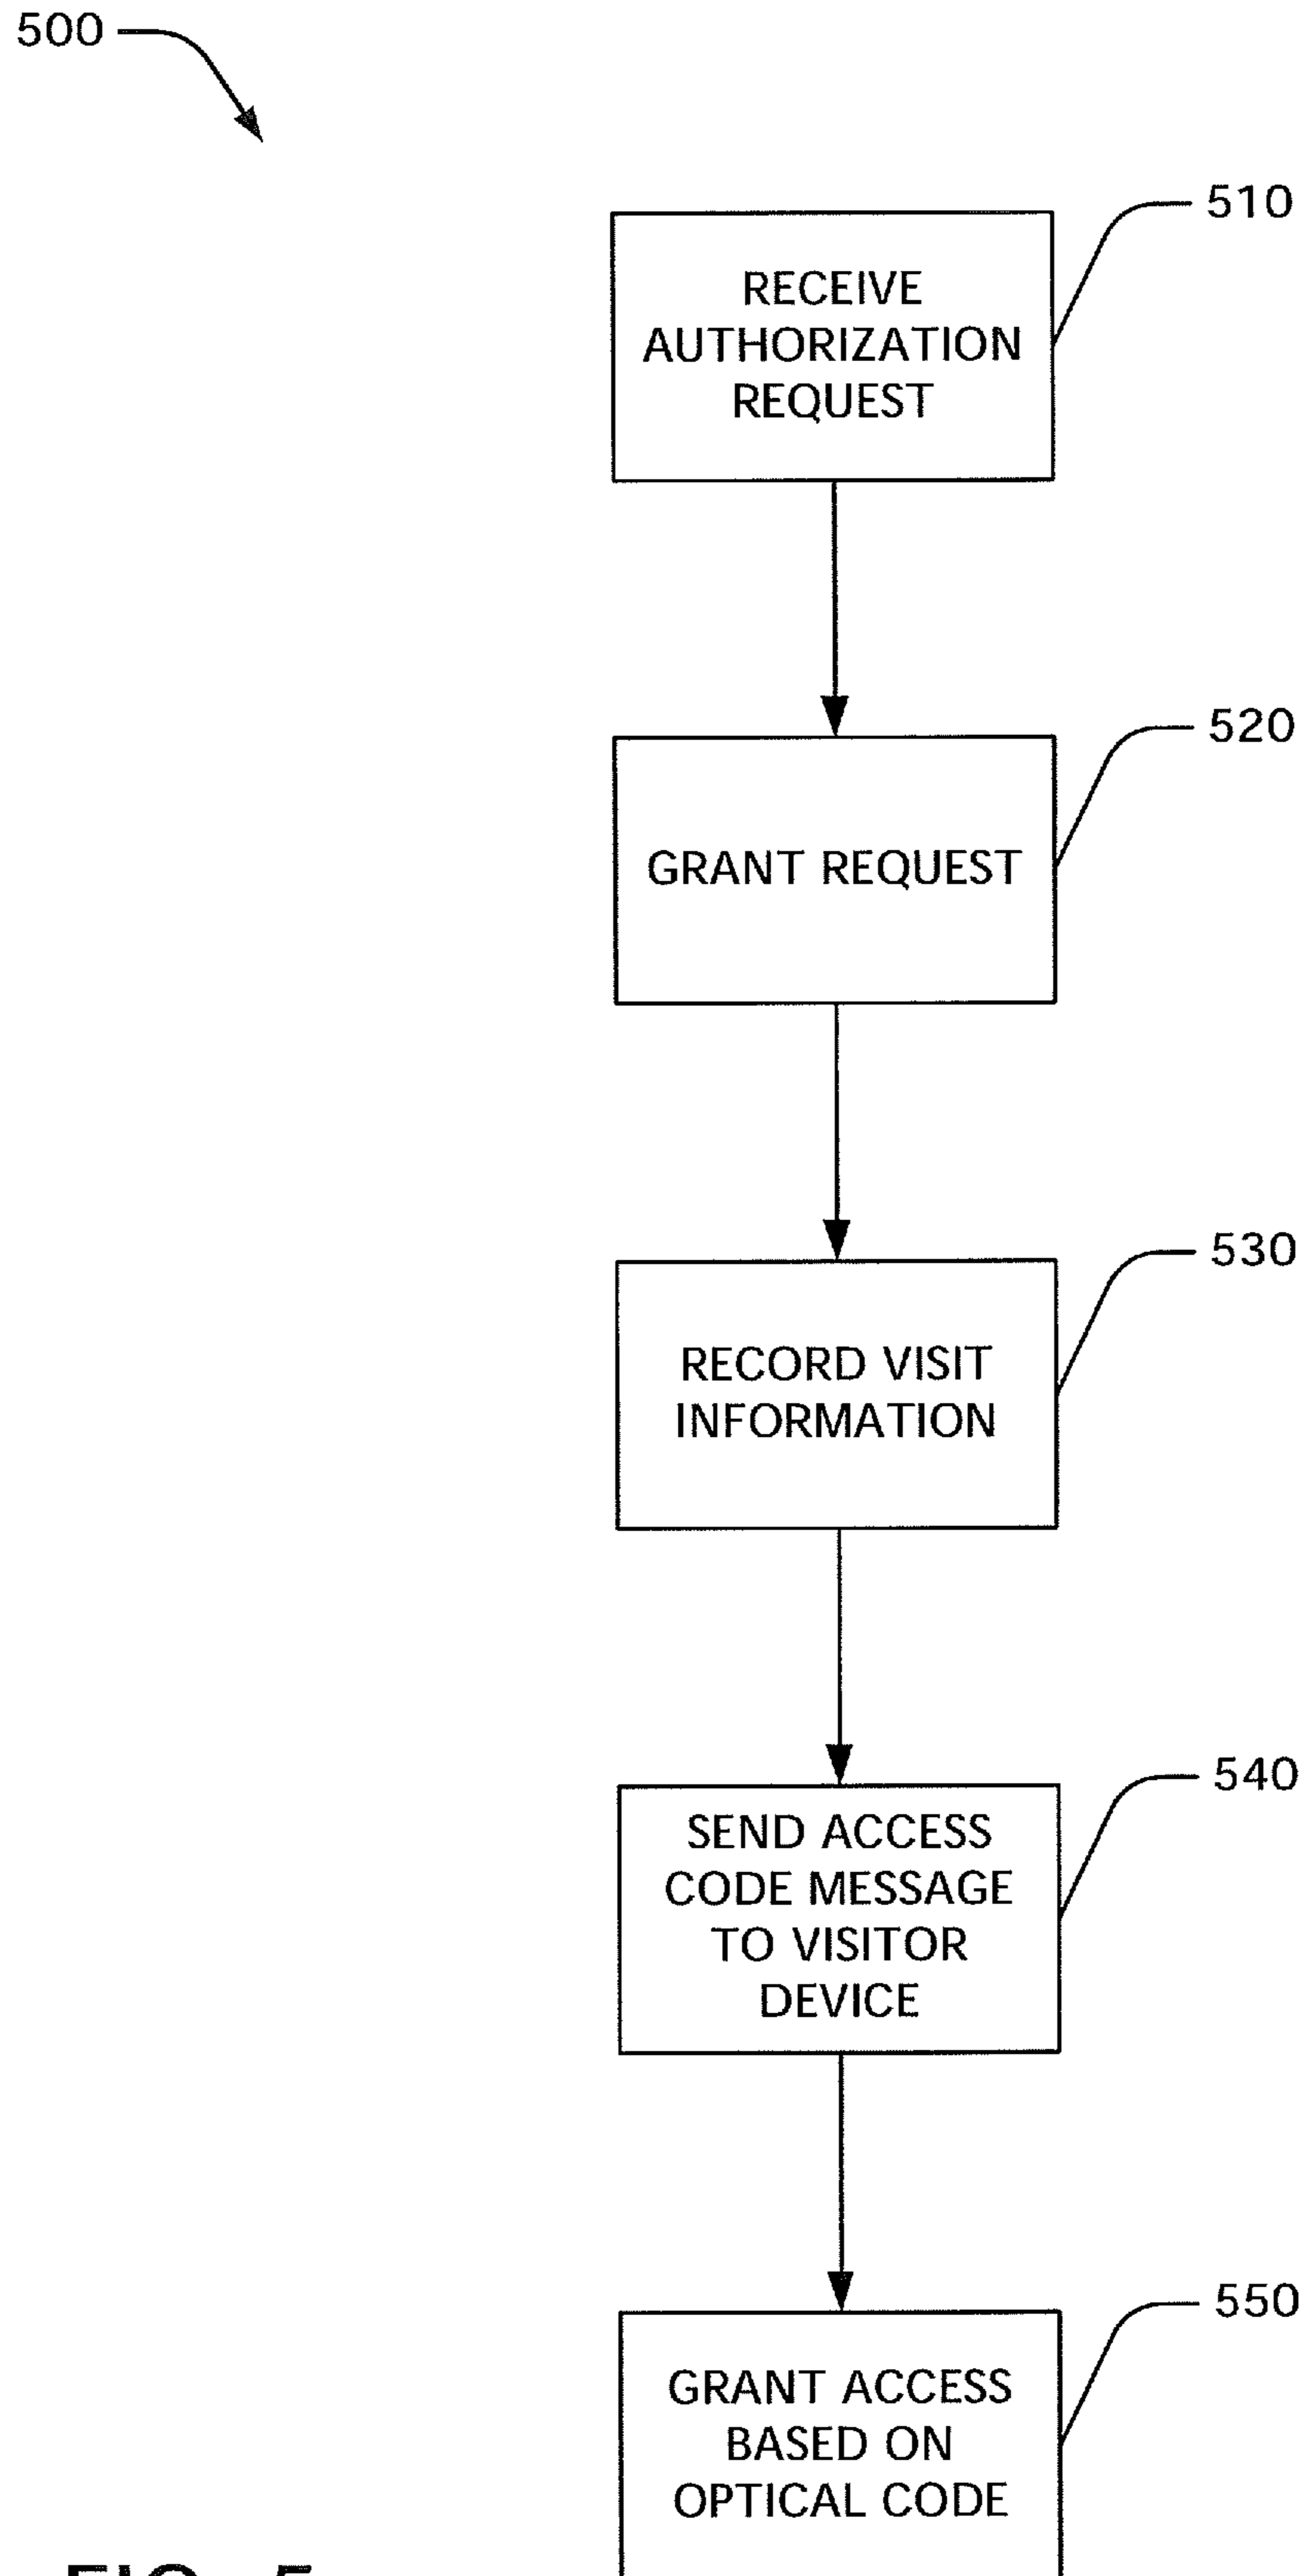 500
510
RECEIVE
AUTHORIZATION
REQUEST
520
GRANT REQUEST
530
RECORD VISIT
INFORMATION
540
SEND ACCESS
CODE MESSAGE
TO VISITOR
DEVICE
550
GRANT ACCESS
BASED ON
OPTICAL CODE